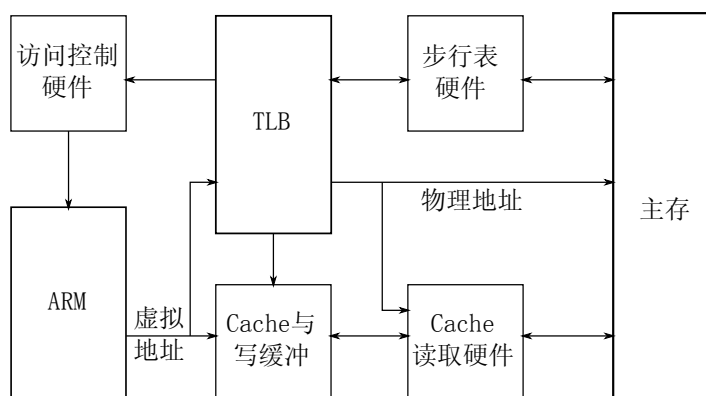 访问控制
硬件
TLB
步行表
硬件
主存
物理地址
ARM
虚拟
地址
Cache与
写缓冲
Cache
读取硬件